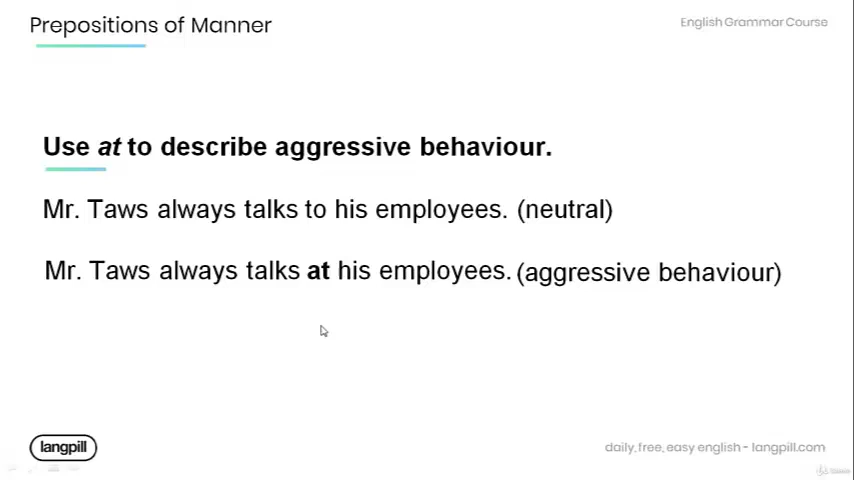 Prepositions of Manner
English Grammar Course
Use at to describe aggressive behaviour.
Mr. Taws always talks to his employees. (neutral)
Mr. Taws always talks at his employees. (aggressive behaviour)
langpill
daily, free, easy english - langpill.com